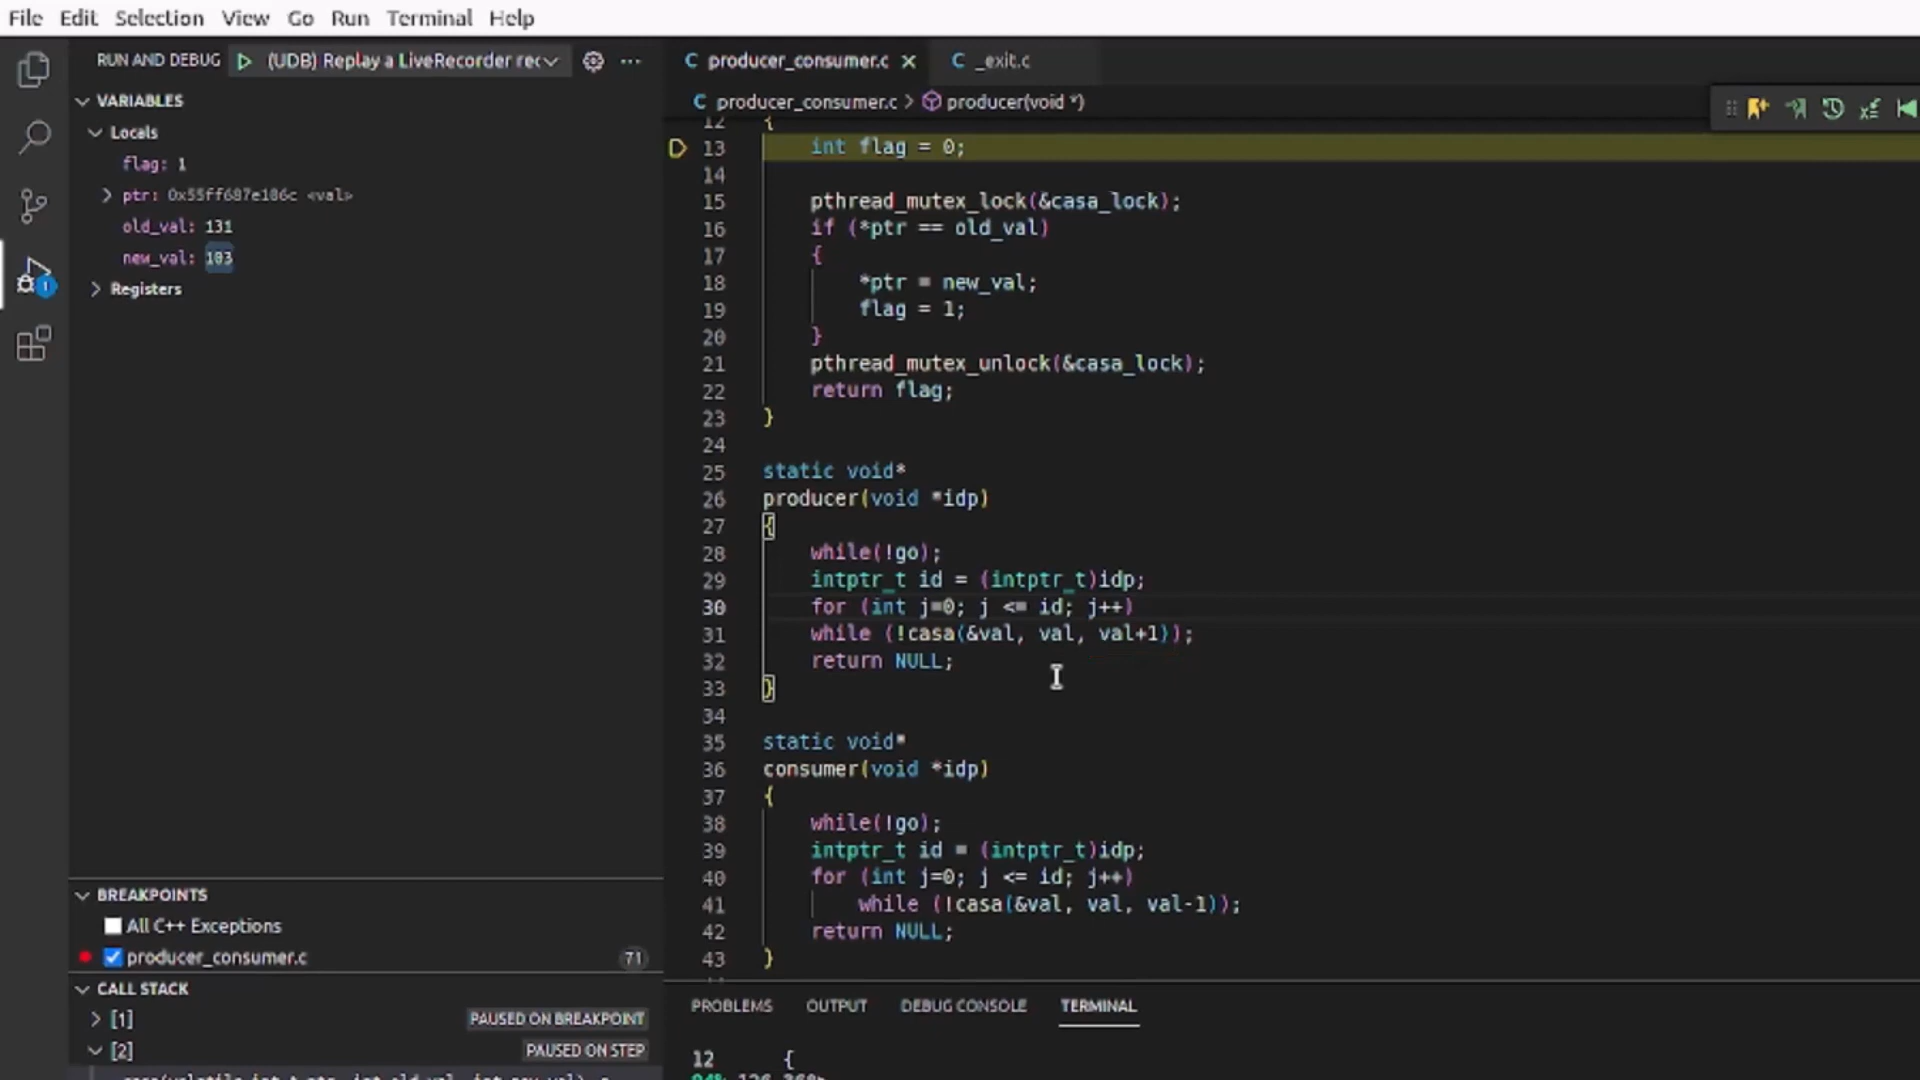 File Edit Selection View Go Run Terminal Help
RUN AND DEBUG (UDB) Replay a LiveRecorder rec
VARIABLES
Locals
flag: 1
ptr: 0x55ff687e186c <val>
old_val: 131
new_val: 103
Registers
BREAKPOINTS
All C++ Exceptions
producer_consumer.c 71
CALL STACK
[1] PAUSED ON BREAKPOINT
[2] PAUSED ON STEP
C producer_consumer.c C _exit.c
C producer_consumer.c > producer(void *)
12 {
13 int flag = 0;
14
15 pthread_mutex_lock(&casa_lock);
16 if (*ptr == old_val)
17 {
18 *ptr = new_val;
19 flag = 1;
20 }
21 pthread_mutex_unlock(&casa_lock);
22 return flag;
23 }
24
25 static void*
26 producer(void *idp)
27 {
28 while(!go);
29 intptr_t id = (intptr_t)idp;
30 for (int j=0; j <= id; j++)
31 while (!casa(&val, val, val+1));
32 return NULL;
33 }
34
35 static void*
36 consumer(void *idp)
37 {
38 while(!go);
39 intptr_t id = (intptr_t)idp;
40 for (int j=0; j <= id; j++)
41 while (!casa(&val, val, val-1));
42 return NULL;
43 }
PROBLEMS OUTPUT DEBUG CONSOLE TERMINAL
12 {